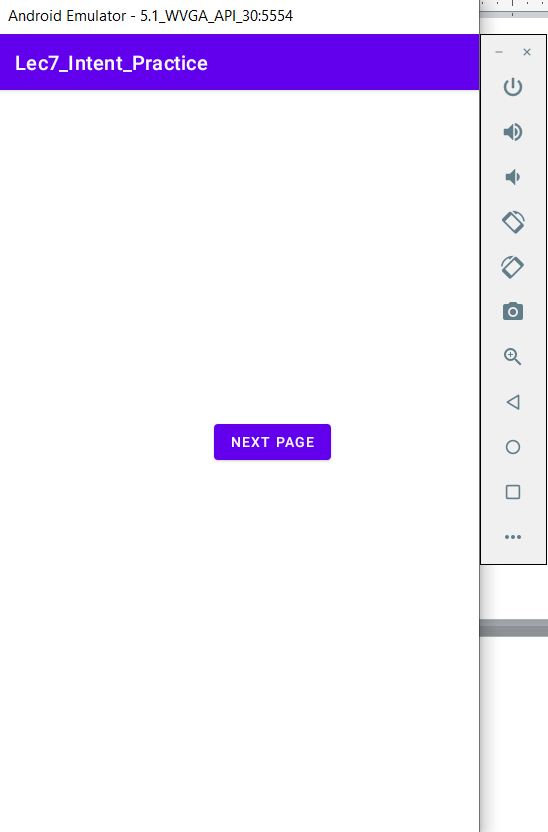 Android Emulator - 5.1_WVGA_API_30:5554
Lec7_Intent_Practice
NEXT PAGE